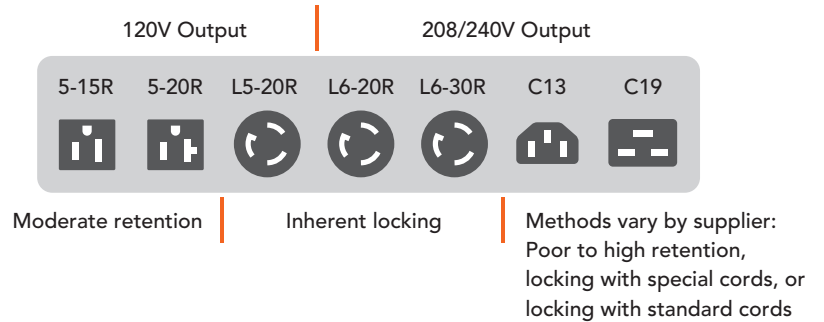 120V Output
208/240V Output
5-15R 5-20R L5-20R L6-20R L6-30R C13 C19
Moderate retention
Inherent locking
Methods vary by supplier:
Poor to high retention,
locking with special cords, or
locking with standard cords